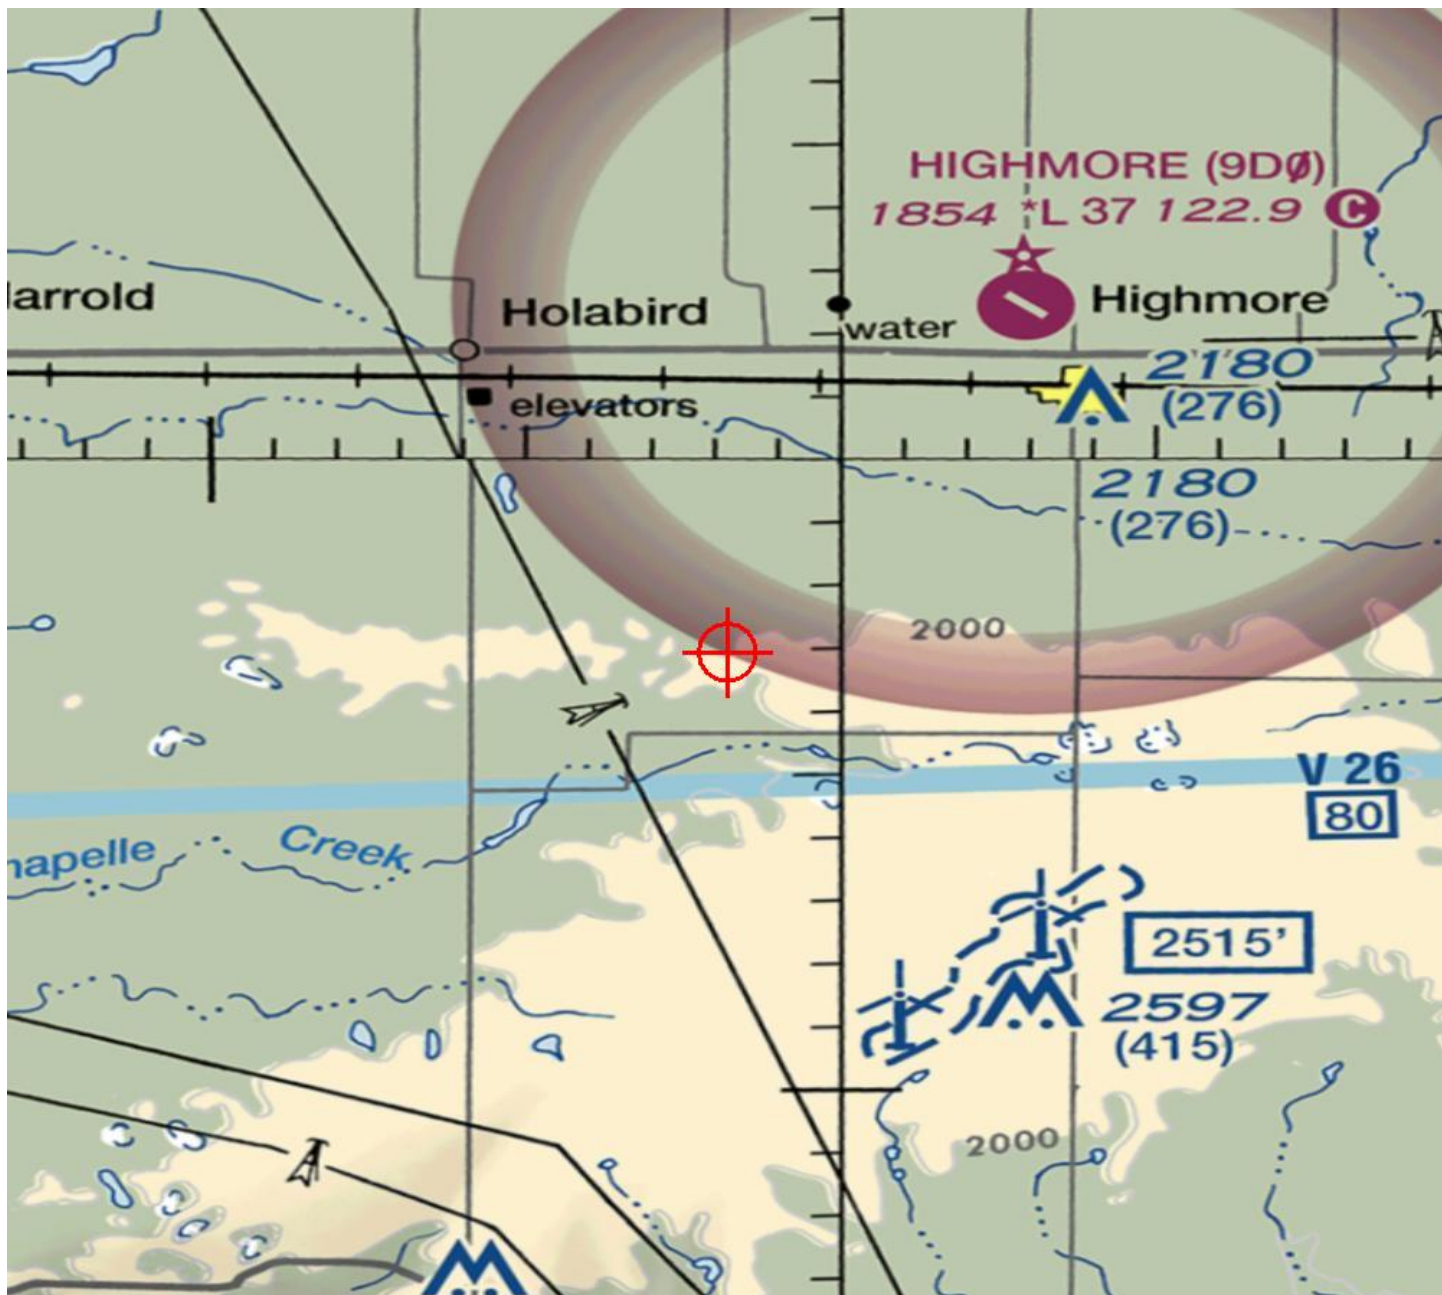 HIGHMORE (9DØ)
1854 *L 37 122.9 C
arrold
Holabird
Highmore
water
2180
(276)
elevators
2180
(276)
2000
V 26
80
hapelle Creek
2515'
2597
(415)
2000